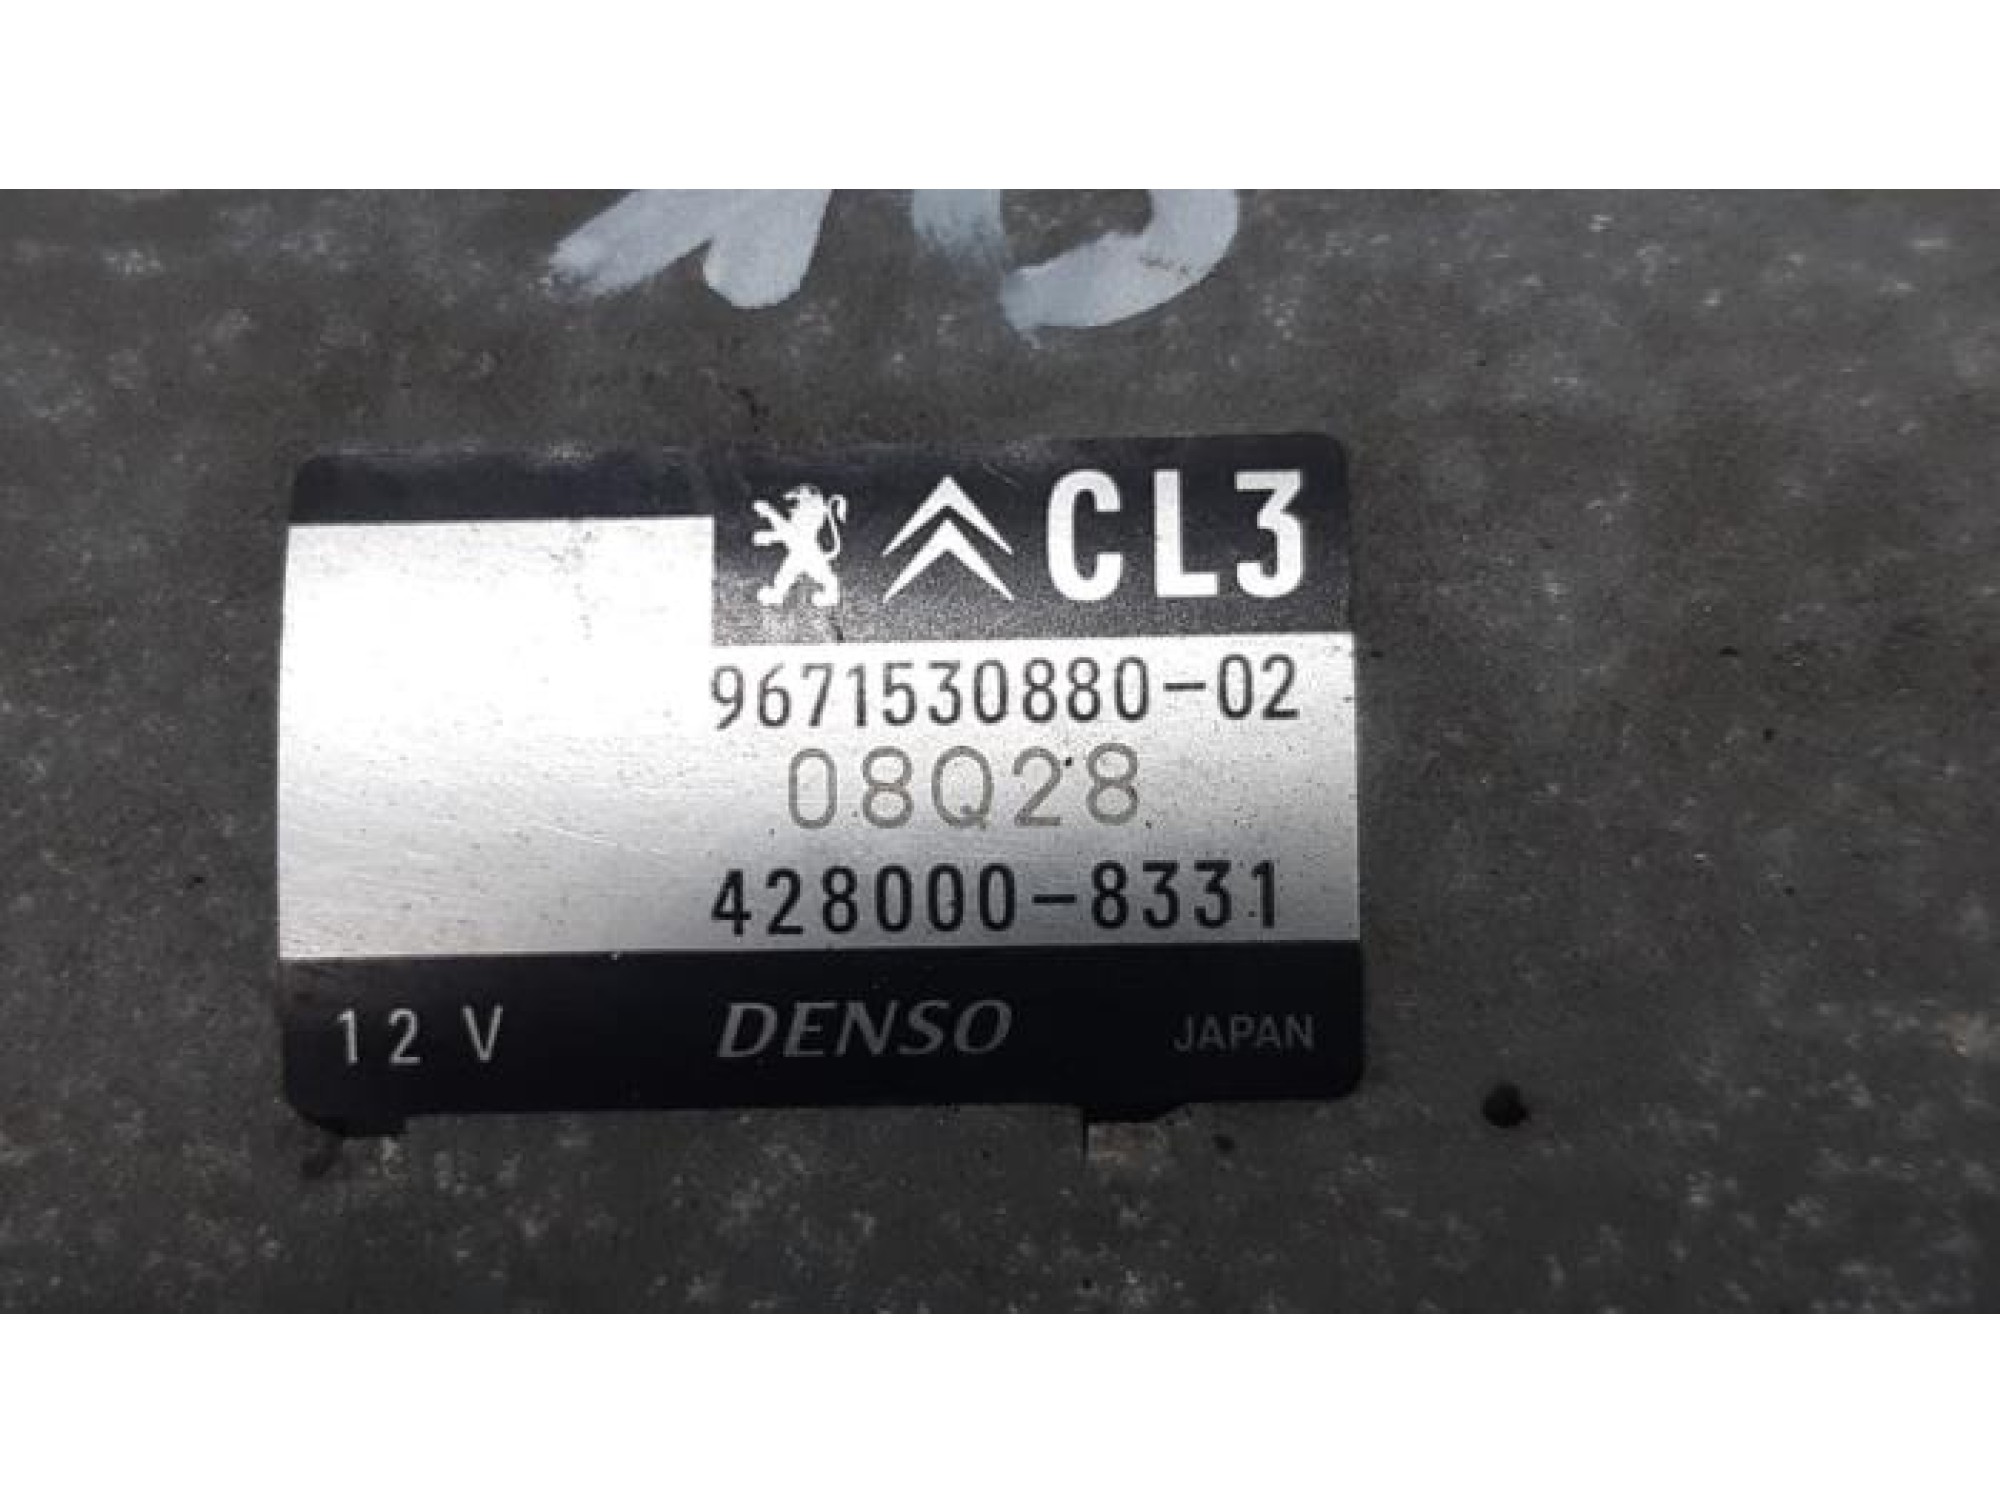 CL3
9671530880-02
08Q28
428000-8331
12 V DENSO JAPAN